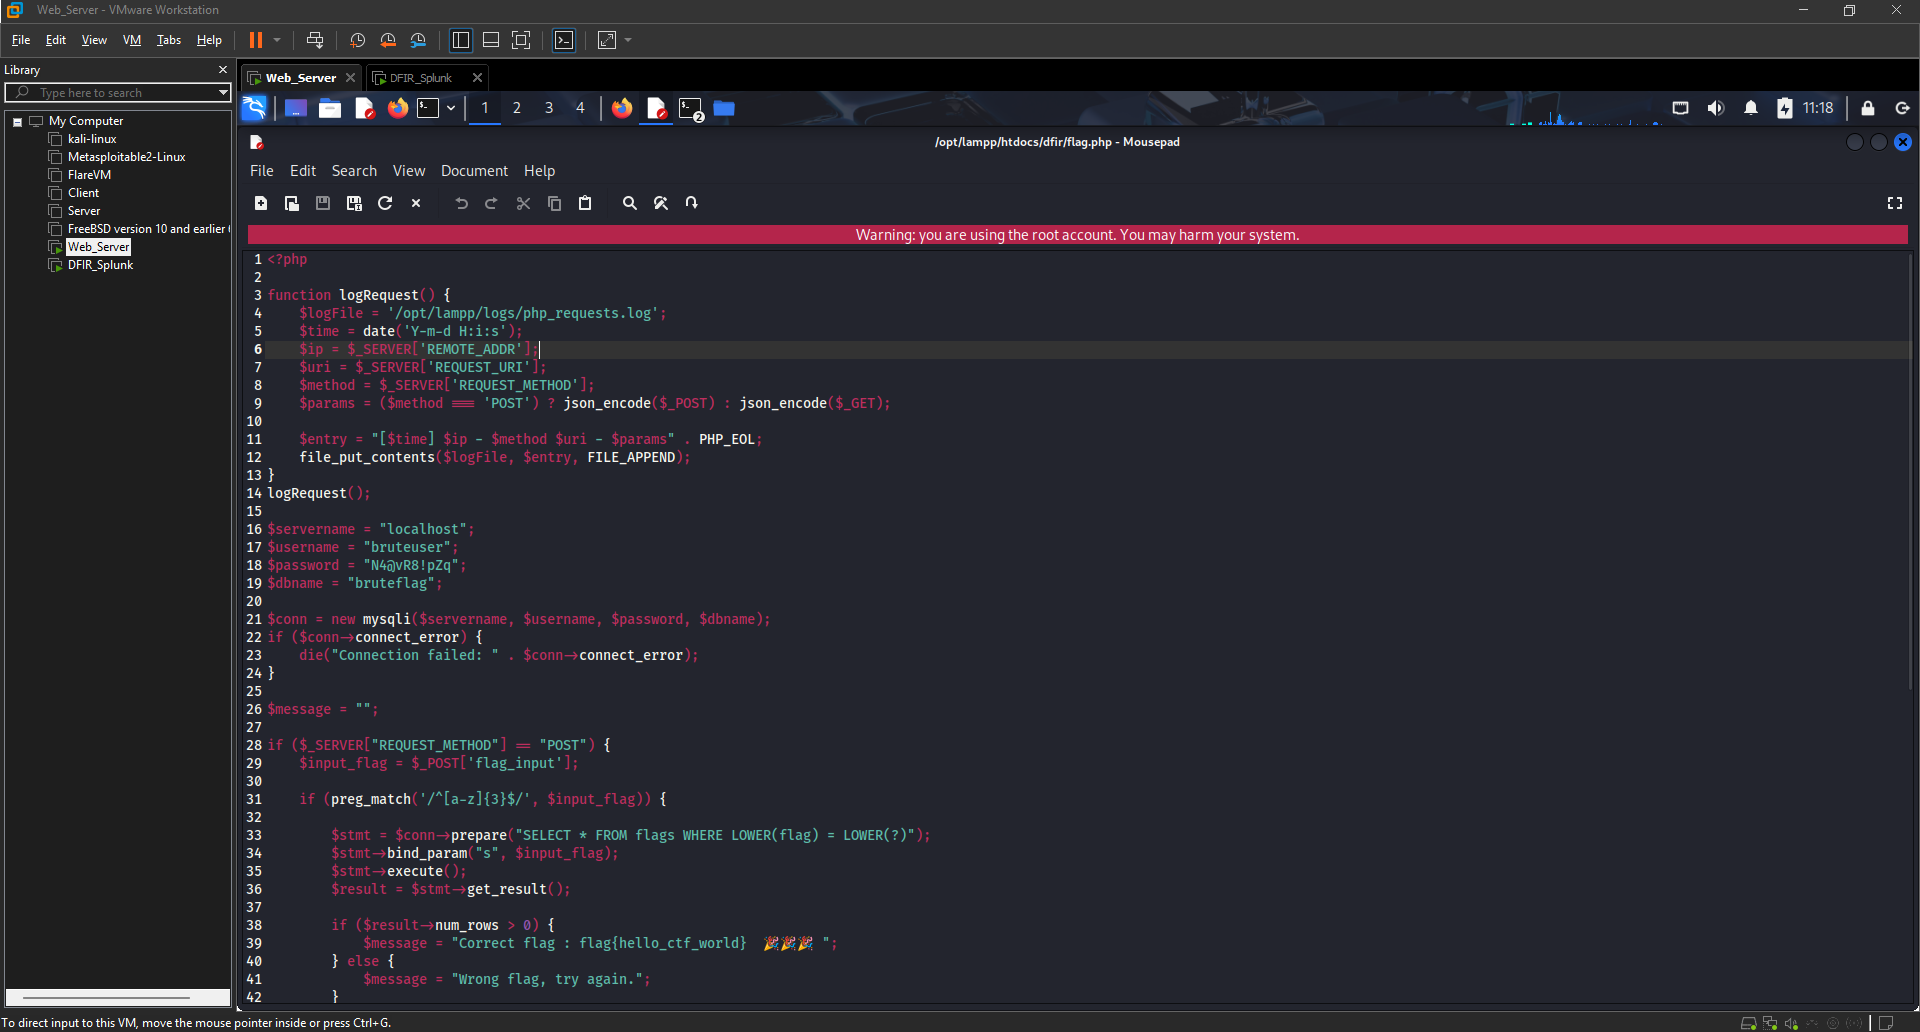 Web_Server - VMware Workstation
File Edit View VM Tabs Help
Library
Type here to search
My Computer
kali-linux
Metasploitable2-Linux
FlareVM
Client
Server
FreeBSD version 10 and earlier
Web_Server
DFIR_Splunk
Web_Server DFIR_Splunk
1 2 3 4 2 11:18
/opt/lampp/htdocs/dfir/flag.php - Mousepad
File Edit Search View Document Help
Warning: you are using the root account. You may harm your system.
1 <?php
2
3 function logRequest() {
4     $logFile = '/opt/lampp/logs/php_requests.log';
5     $time = date('Y-m-d H:i:s');
6     $ip = $_SERVER['REMOTE_ADDR'];
7     $uri = $_SERVER['REQUEST_URI'];
8     $method = $_SERVER['REQUEST_METHOD'];
9     $params = ($method === 'POST') ? json_encode($_POST) : json_encode($_GET);
10
11     $entry = "[$time] $ip - $method $uri - $params" . PHP_EOL;
12     file_put_contents($logFile, $entry, FILE_APPEND);
13 }
14 logRequest();
15
16 $servername = "localhost";
17 $username = "bruteuser";
18 $password = "N4@vR8!pZq";
19 $dbname = "bruteflag";
20
21 $conn = new mysqli($servername, $username, $password, $dbname);
22 if ($conn->connect_error) {
23     die("Connection failed: " . $conn->connect_error);
24 }
25
26 $message = "";
27
28 if ($_SERVER["REQUEST_METHOD"] == "POST") {
29     $input_flag = $_POST['flag_input'];
30
31     if (preg_match('/^[a-z]{3}$/', $input_flag)) {
32
33         $stmt = $conn->prepare("SELECT * FROM flags WHERE LOWER(flag) = LOWER(?)");
34         $stmt->bind_param("s", $input_flag);
35         $stmt->execute();
36         $result = $stmt->get_result();
37
38         if ($result->num_rows > 0) {
39             $message = "Correct flag : flag{hello_ctf_world}  🎉🎉🎉 ";
40         } else {
41             $message = "Wrong flag, try again.";
42         }
To direct input to this VM, move the mouse pointer inside or press Ctrl+G.